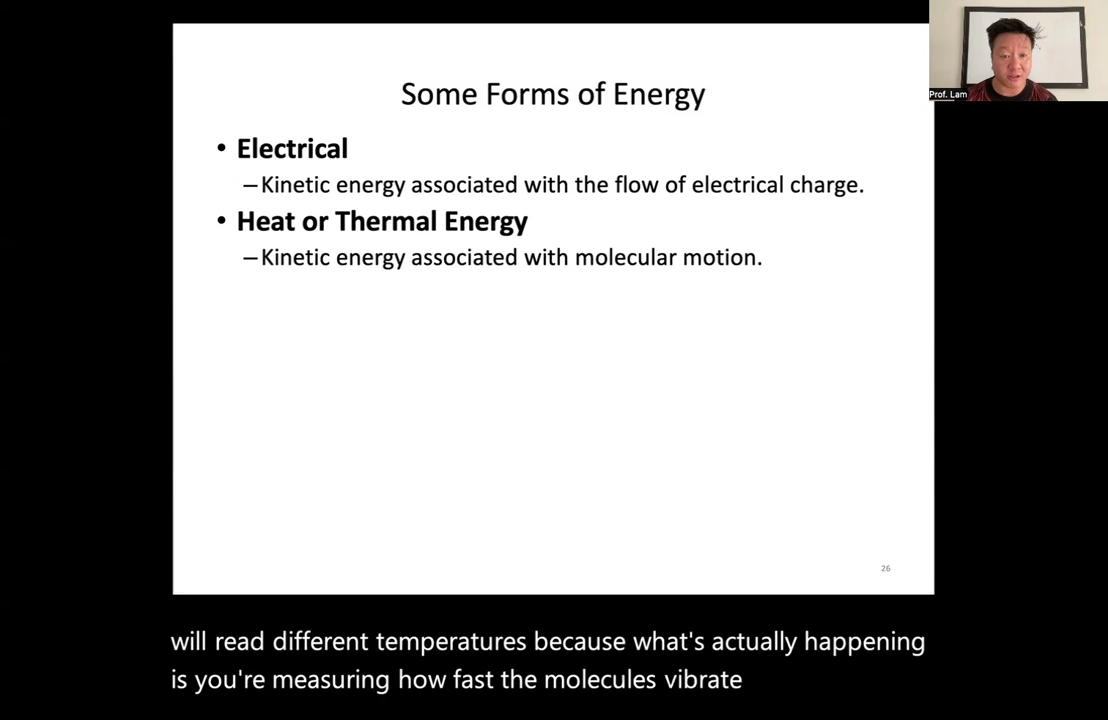 Some Forms of Energy
• Electrical
–Kinetic energy associated with the flow of electrical charge.
• Heat or Thermal Energy
–Kinetic energy associated with molecular motion.
26
Prof. Lam
will read different temperatures because what's actually happening
is you're measuring how fast the molecules vibrate